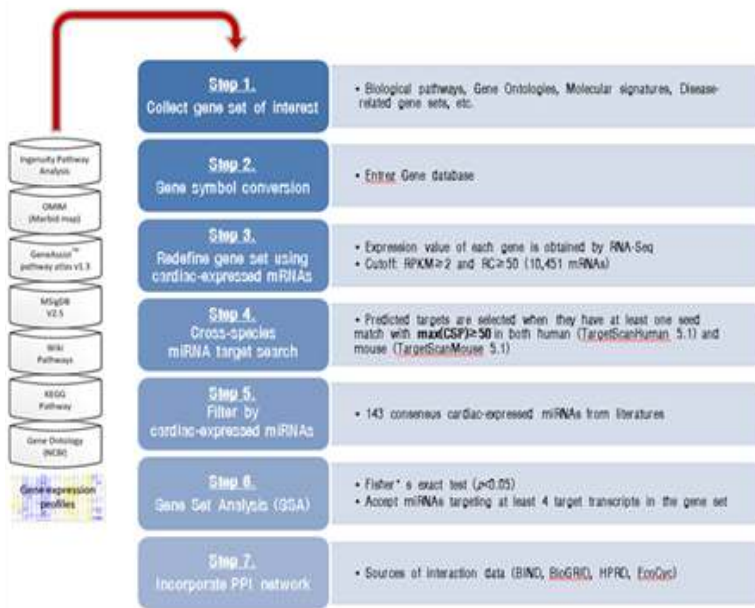 Step 1.
Collect gene set of interest
• Biological pathways, Gene Ontologies, Molecular signatures, Disease-
related gene sets, etc.
Step 2.
Gene symbol conversion
• Entrez Gene database
Step 3.
Redefine gene set using
cardiac-expressed mRNAs
• Expression value of each gene is obtained by RNA-Seq
• Cutoff: RPKM≥2 and RC≥50 (10,451 mRNAs)
Step 4.
Cross-species
miRNA target search
• Predicted targets are selected when they have at least one seed
match with max(CSP)≥50 in both human (TargetScanHuman 5.1) and
mouse (TargetScanMouse 5.1)
Step 5.
Filter by
cardiac-expressed miRNAs
• 143 consensus cardiac-expressed miRNAs from literatures
Step 6.
Gene Set Analysis (GSA)
• Fisher' s exact test (p<0.05)
• Accept miRNAs targeting at least 4 target transcripts in the gene set
Step 7.
Incorporate PPI network
• Sources of interaction data (BIND, BioGRID, HPRD, EcoCyc)
Ingenuity Pathway
Analysis
OMIM
(Morbid map)
GeneAssist™
pathway atlas v1.3
MSigDB
V2.5
Wiki
Pathways
KEGG
Pathway
Gene Ontology
(NCBI)
Gene expression
profiles